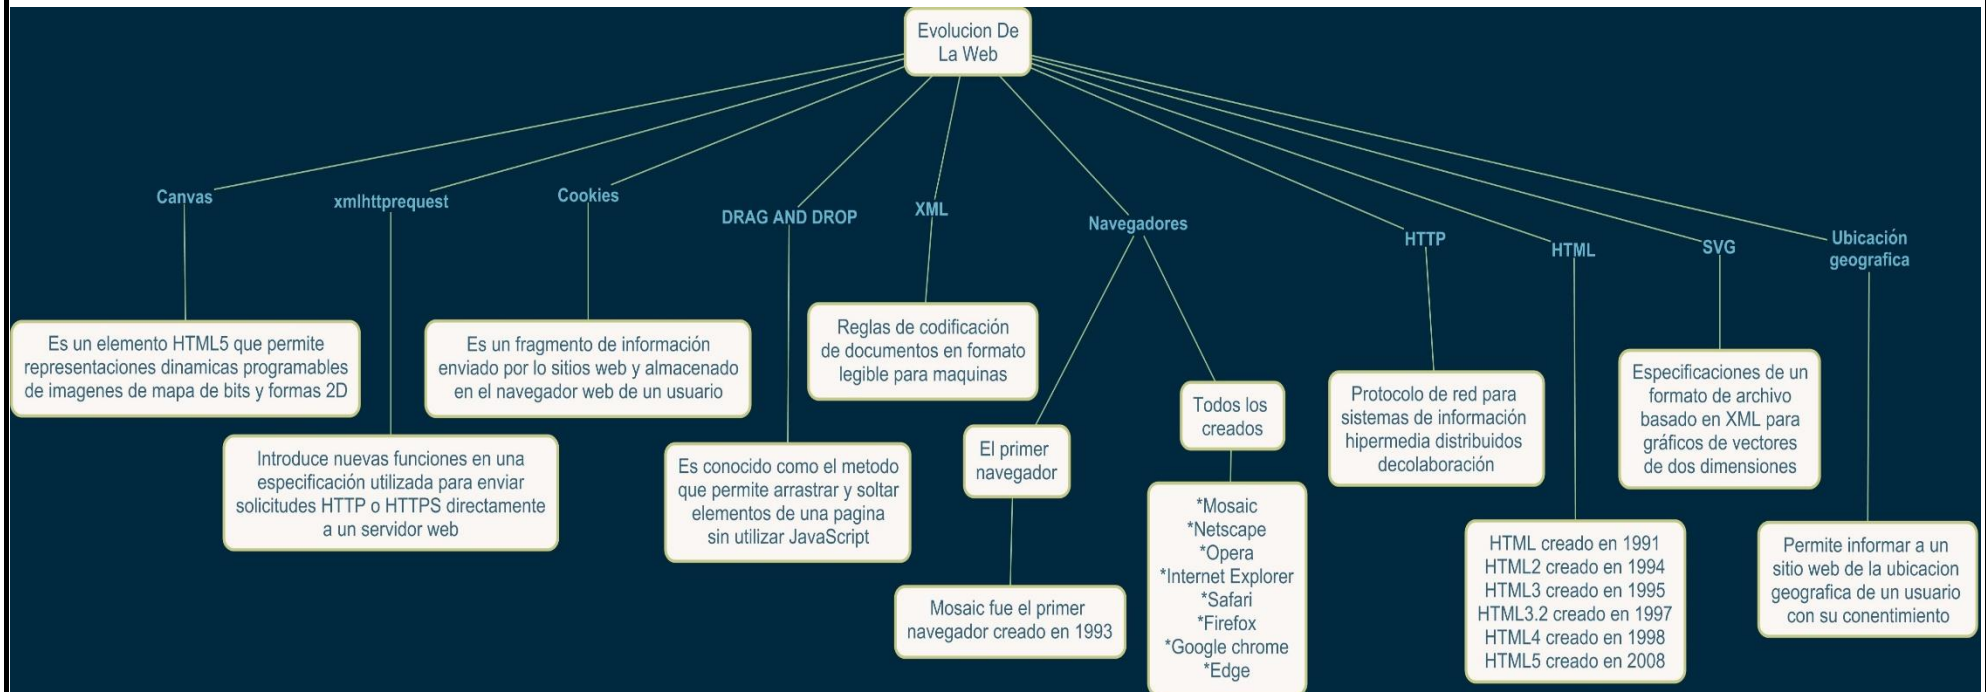 Evolucion De
La Web
Canvas
Es un elemento HTML5 que permite
representaciones dinamicas programables
de imagenes de mapa de bits y formas 2D
xmlhttprequest
Introduce nuevas funciones en una
especificación utilizada para enviar
solicitudes HTTP o HTTPS directamente
a un servidor web
Cookies
Es un fragmento de información
enviado por lo sitios web y almacenado
en el navegador web de un usuario
DRAG AND DROP
Es conocido como el metodo
que permite arrastrar y soltar
elementos de una pagina
sin utilizar JavaScript
XML
Reglas de codificación
de documentos en formato
legible para maquinas
Navegadores
El primer
navegador
Mosaic fue el primer
navegador creado en 1993
Todos los
creados
*Mosaic
*Netscape
*Opera
*Internet Explorer
*Safari
*Firefox
*Google chrome
*Edge
HTTP
Protocolo de red para
sistemas de información
hipermedia distribuidos
decolaboración
HTML
HTML creado en 1991
HTML2 creado en 1994
HTML3 creado en 1995
HTML3.2 creado en 1997
HTML4 creado en 1998
HTML5 creado en 2008
SVG
Especificaciones de un
formato de archivo
basado en XML para
gráficos de vectores
de dos dimensiones
Ubicación
geografica
Permite informar a un
sitio web de la ubicacion
geografica de un usuario
con su conentimiento